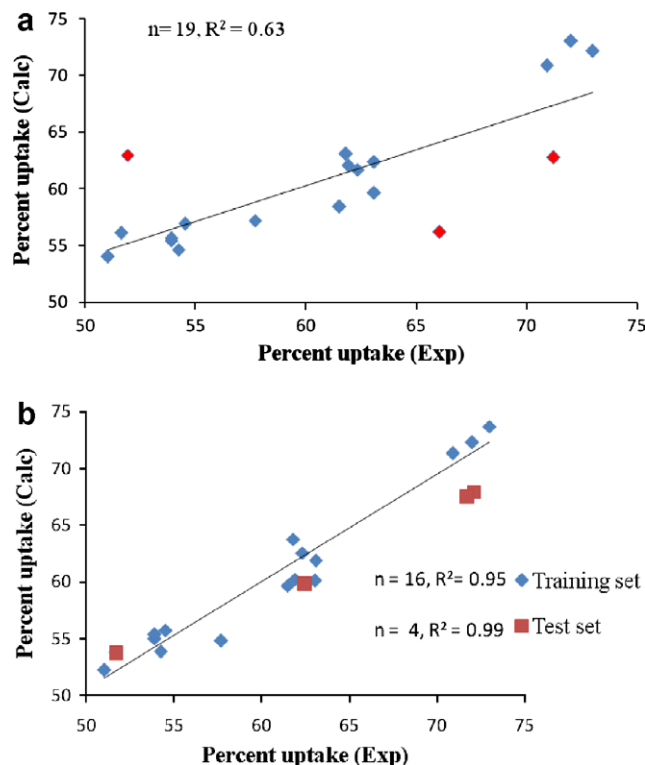 a
n= 19, R² = 0.63
75
70
65
60
55
50
Percent uptake (Calc)
50 55 60 65 70 75
Percent uptake (Exp)
b
75
70
65
60
55
50
Percent uptake (Calc)
n = 16, R²= 0.95 Training set
n = 4, R² = 0.99 Test set
50 55 60 65 70 75
Percent uptake (Exp)